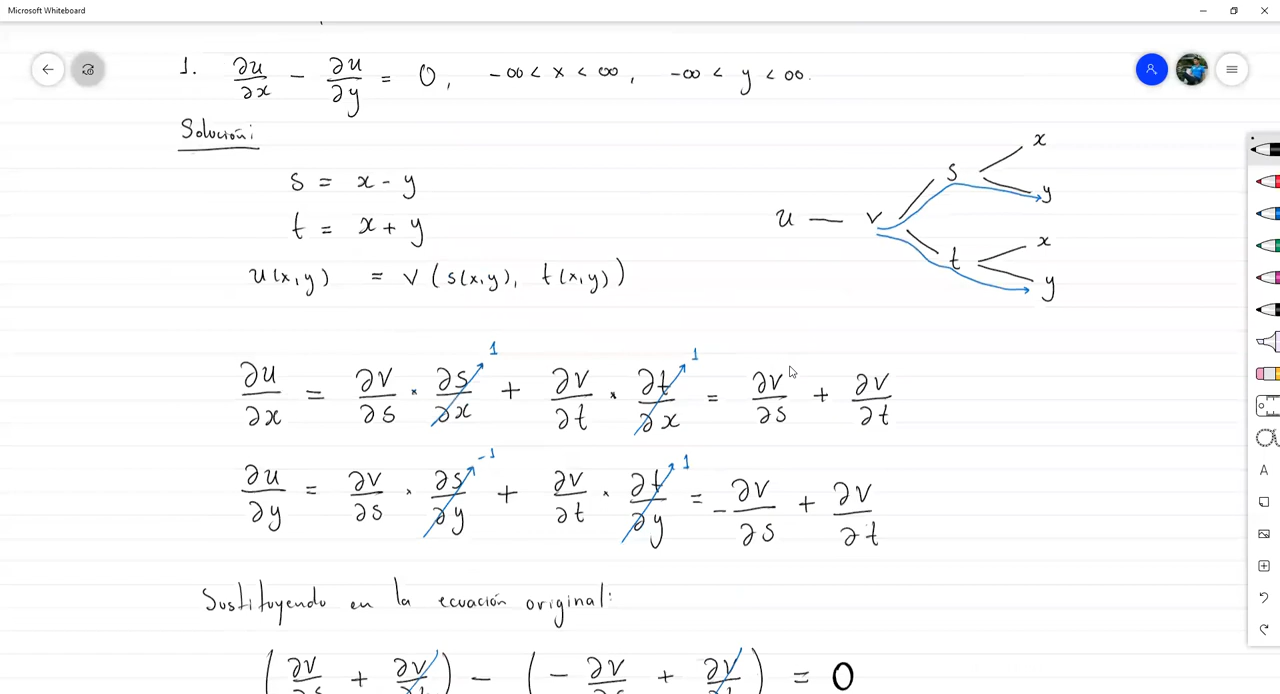 Microsoft Whiteboard
1. ∂u/∂x − ∂u/∂y = 0, -∞ < x < ∞, -∞ < y < ∞.
Solución:
s = x - y
t = x + y
u(x,y) = v(s(x,y), t(x,y))
x
s
y
u — v
x
t
y
∂u/∂x = ∂v/∂s · ∂s/∂x + ∂v/∂t · ∂t/∂x = ∂v/∂s + ∂v/∂t
1 1
∂u/∂y = ∂v/∂s · ∂s/∂y + ∂v/∂t · ∂t/∂y = -∂v/∂s + ∂v/∂t
-1 1
Sustituyendo en la ecuación original:
(∂v/∂s + ∂v/∂t) − (−∂v/∂s + ∂v/∂t) = 0
A